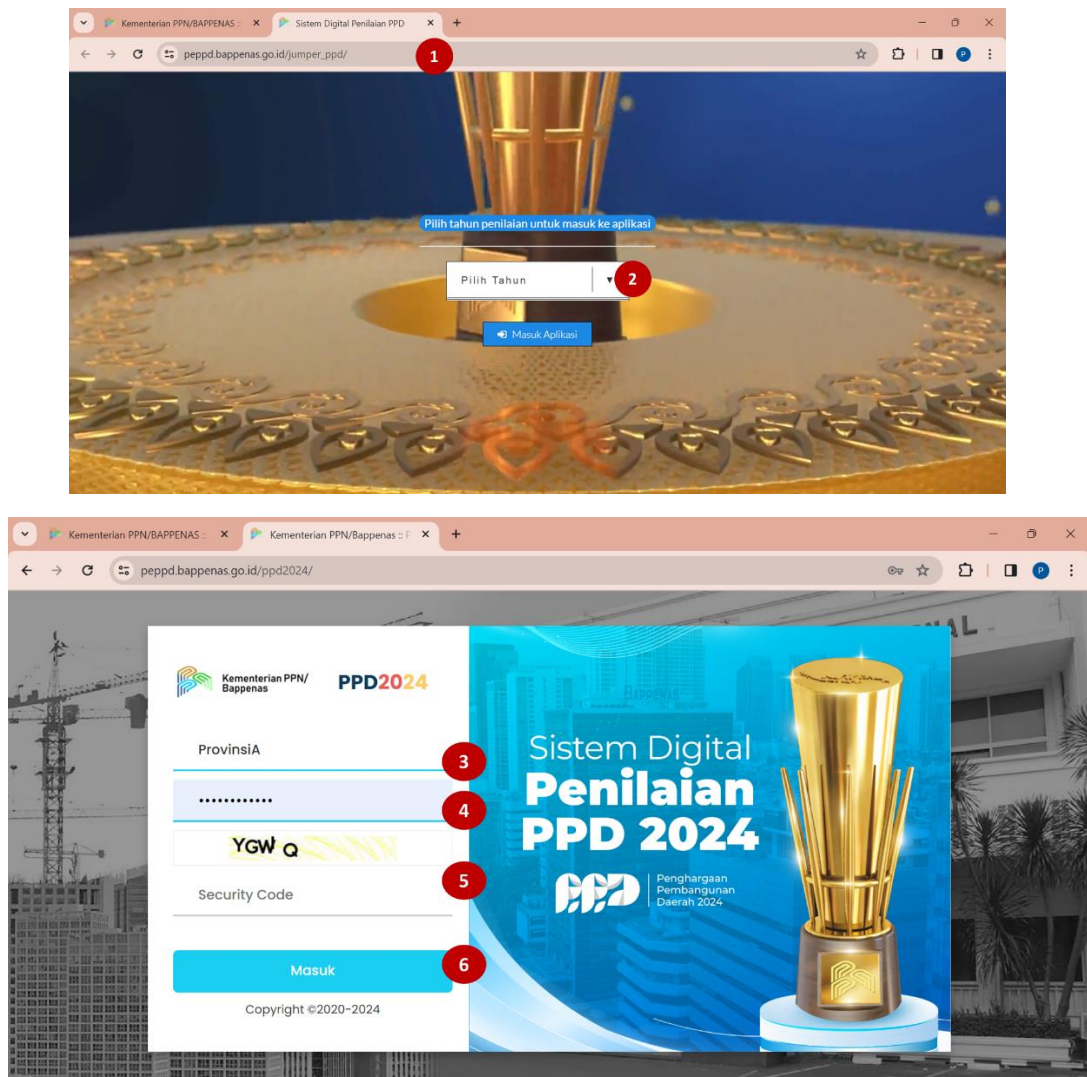 Kementerian PPN/BAPPENAS ::
Sistem Digital Penilaian PPD
peppd.bappenas.go.id/jumper_ppd/
1
P
Pilih tahun penilaian untuk masuk ke aplikasi
Pilih Tahun
2
Masuk Aplikasi
Kementerian PPN/BAPPENAS ::
Kementerian PPN/Bappenas :: P
peppd.bappenas.go.id/ppd2024/
P
NAL
Kementerian PPN/
Bappenas
PPD2024
ProvinsiA
3
4
YGW Q
5
Security Code
Masuk
6
Copyright ©2020-2024
BAPPENAS
Sistem Digital
Penilaian
PPD 2024
PPD
Penghargaan
Pembangunan
Daerah 2024